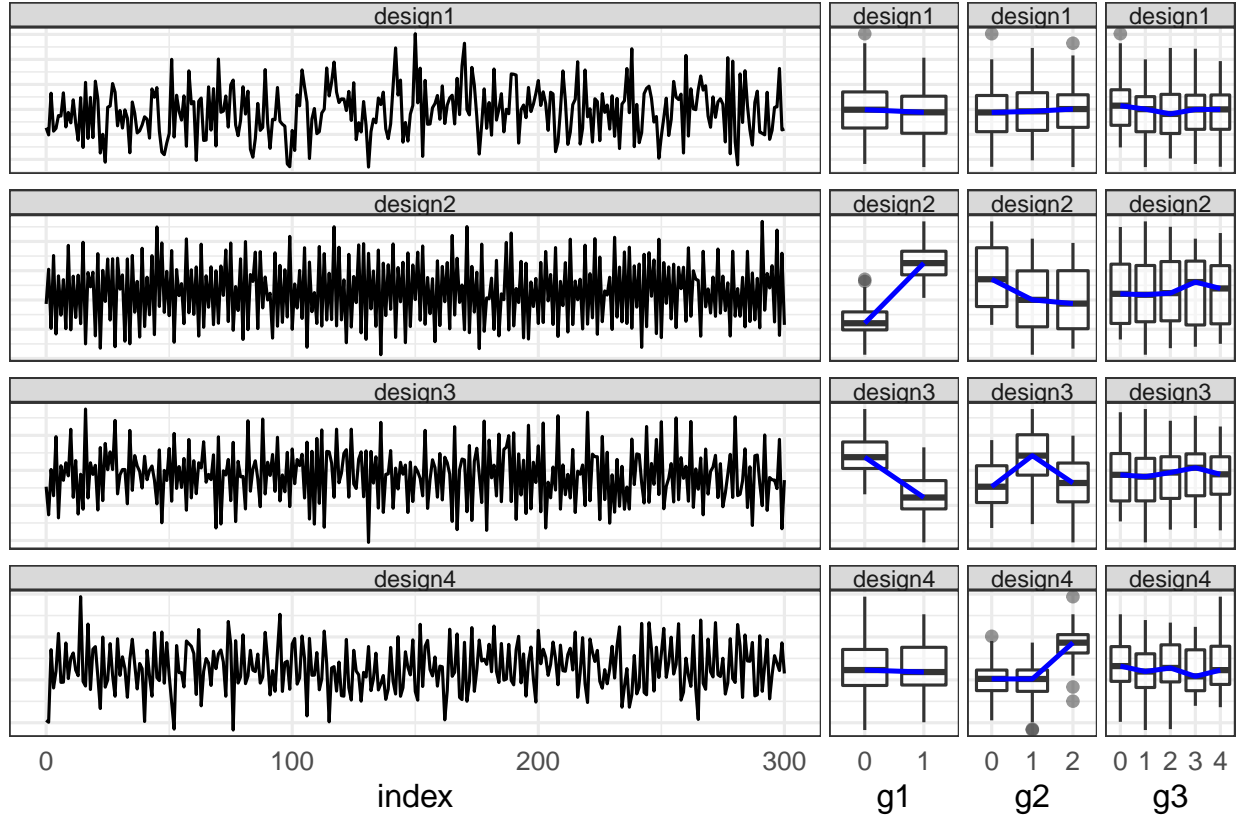 design1 design1 design1 design1
design2 design2 design2 design2
design3 design3 design3 design3
design4 design4 design4 design4
0 100 200 300 0 1 0 1 2 0 1 2 3 4
index g1 g2 g3